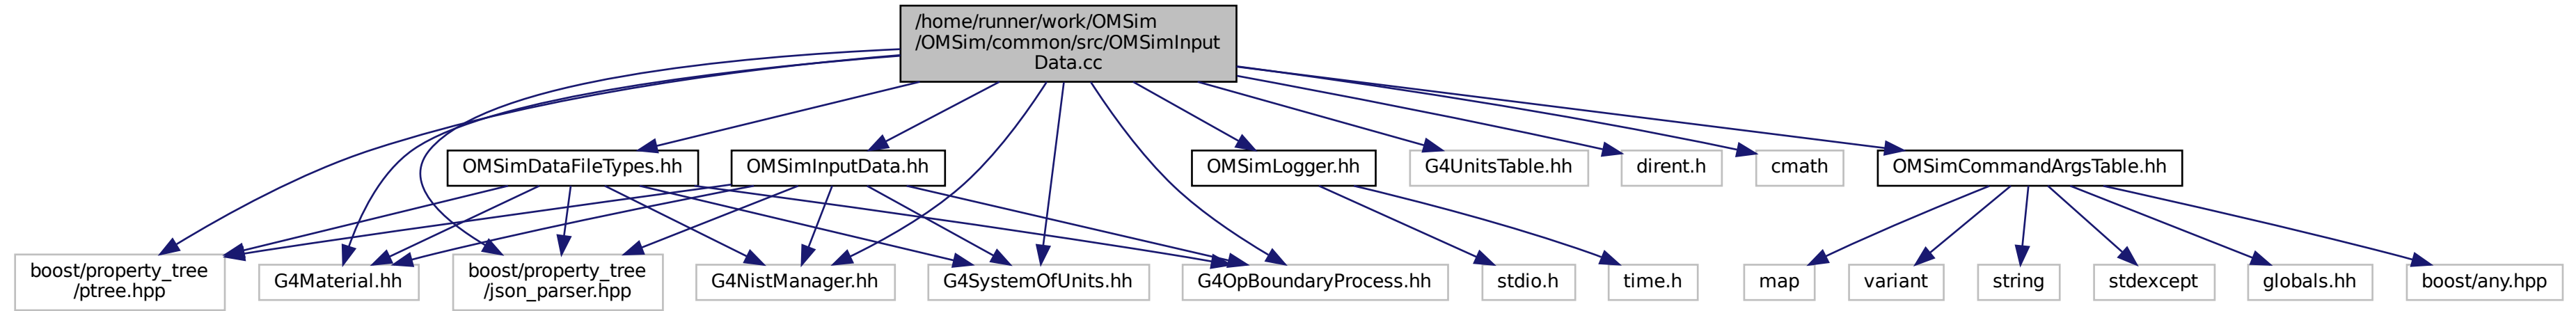 /home/runner/work/OMSim
/OMSim/common/src/OMSimInput
Data.cc
OMSimDataFileTypes.hh
OMSimInputData.hh
OMSimLogger.hh
G4UnitsTable.hh
dirent.h
cmath
OMSimCommandArgsTable.hh
boost/property_tree
/ptree.hpp
G4Material.hh
boost/property_tree
/json_parser.hpp
G4NistManager.hh
G4SystemOfUnits.hh
G4OpBoundaryProcess.hh
stdio.h
time.h
map
variant
string
stdexcept
globals.hh
boost/any.hpp